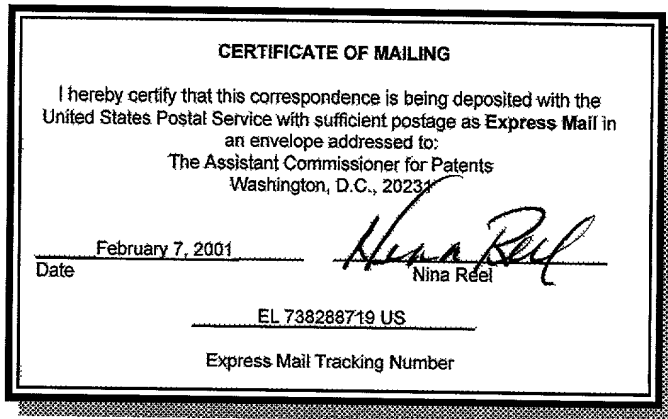 CERTIFICATE OF MAILING
I hereby certify that this correspondence is being deposited with the
United States Postal Service with sufficient postage as Express Mail in
an envelope addressed to:
The Assistant Commissioner for Patents
Washington, D.C., 20231
February 7, 2001 Nina Reel
Date Nina Reel
EL 738288719 US
Express Mail Tracking Number